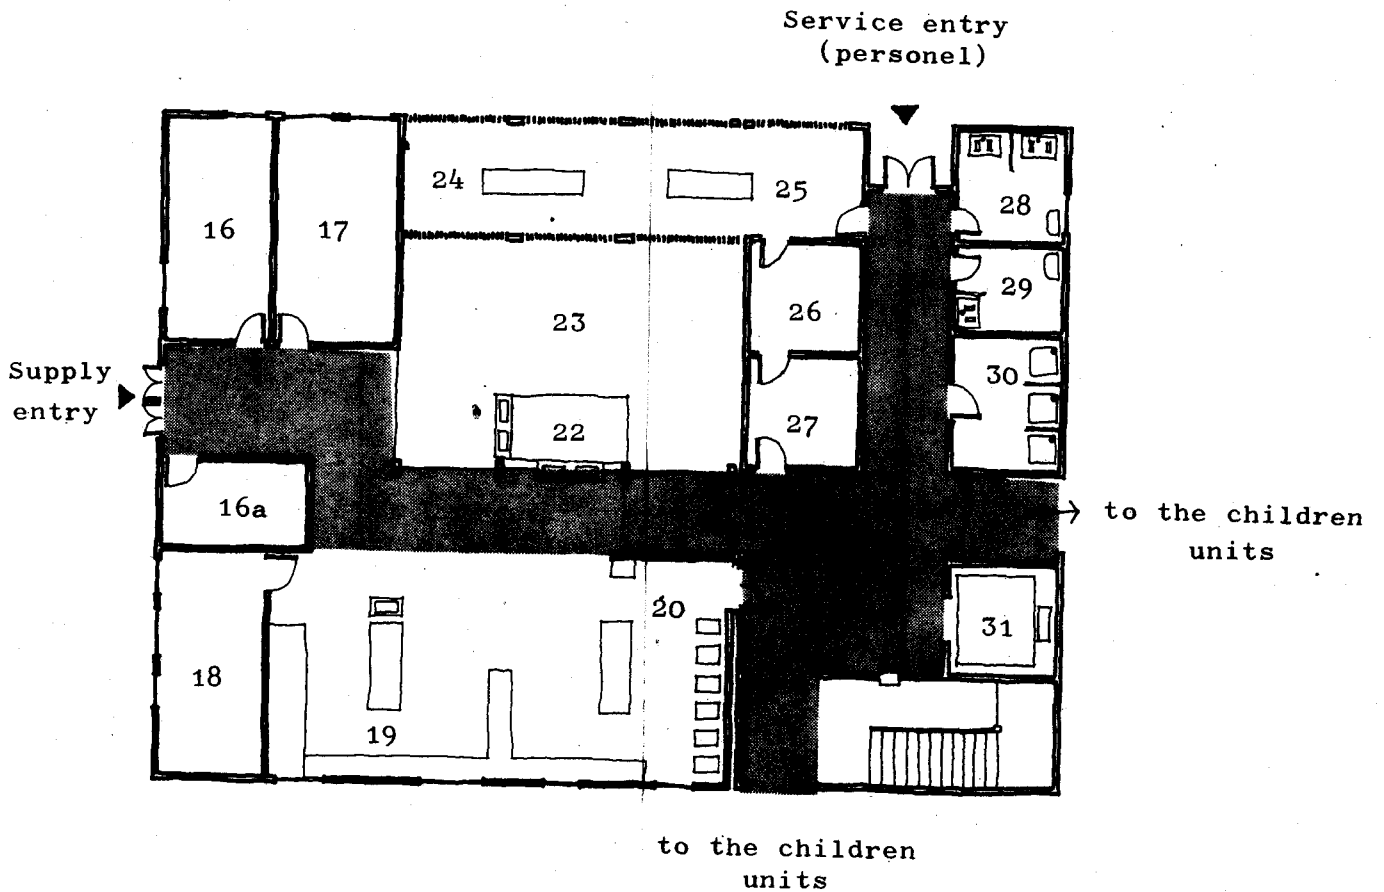 Service entry
(personel)
24
25
28
16
17
29
26
23
Supply
entry
30
27
22
16a
to the children
units
20
31
18
19
to the children
units